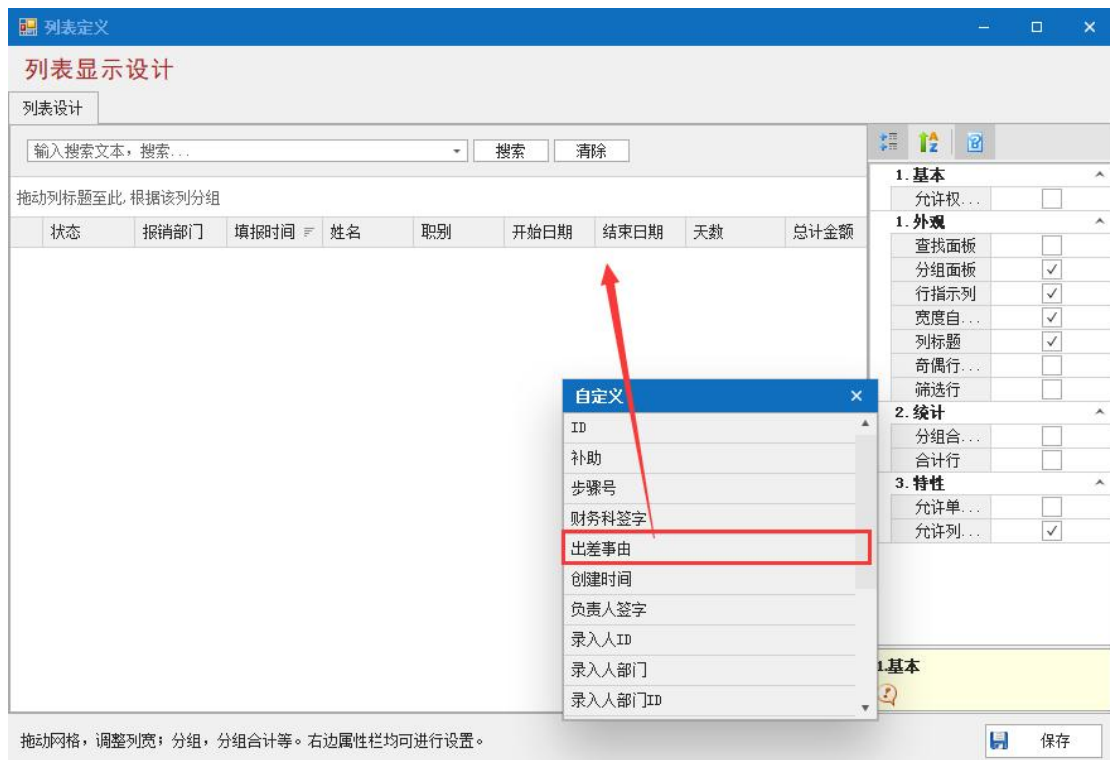 列表定义
列表显示设计
列表设计
输入搜索文本，搜索... 搜索 清除
拖动列标题至此,根据该列分组
状态 报销部门 填报时间 姓名 职别 开始日期 结束日期 天数 总计金额
1.基本
允许权...
1.外观
查找面板
分组面板
行指示列
宽度自...
列标题
奇偶行...
筛选行
2.统计
分组合...
合计行
3.特性
允许单...
允许列...
自定义
ID
补助
步骤号
财务科签字
出差事由
创建时间
负责人签字
录入人ID
录入人部门
录入人部门ID
1.基本
拖动网格，调整列宽；分组，分组合计等。右边属性栏均可进行设置。
保存